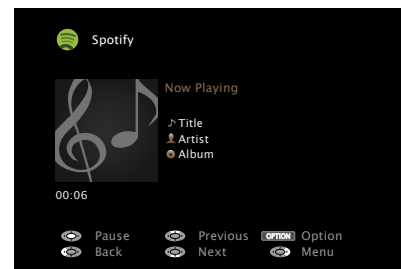 Spotify
Now Playing
Title
Artist
Album
00:06
Pause Previous OPTION Option
Back Next Menu